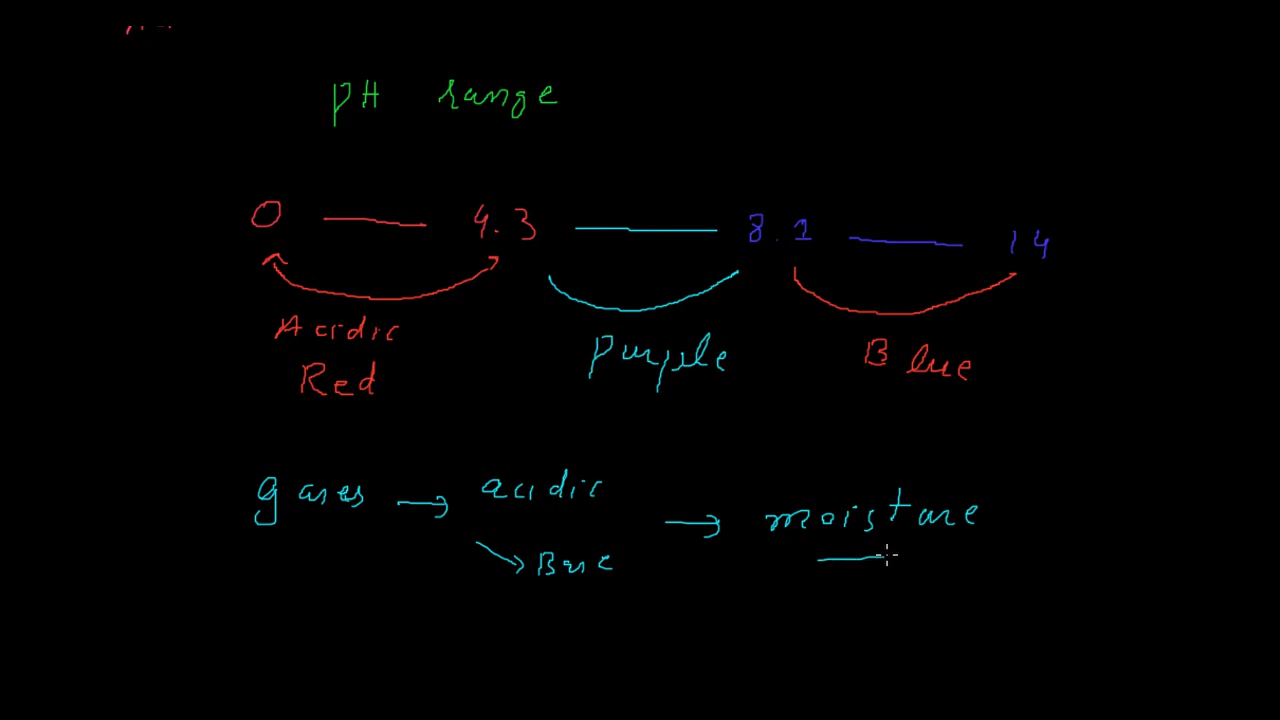 PH range
0 — 4.3 — 8.1 — 14
Acidic Purple Blue
Red
gases → acidic → moisture
→ Base